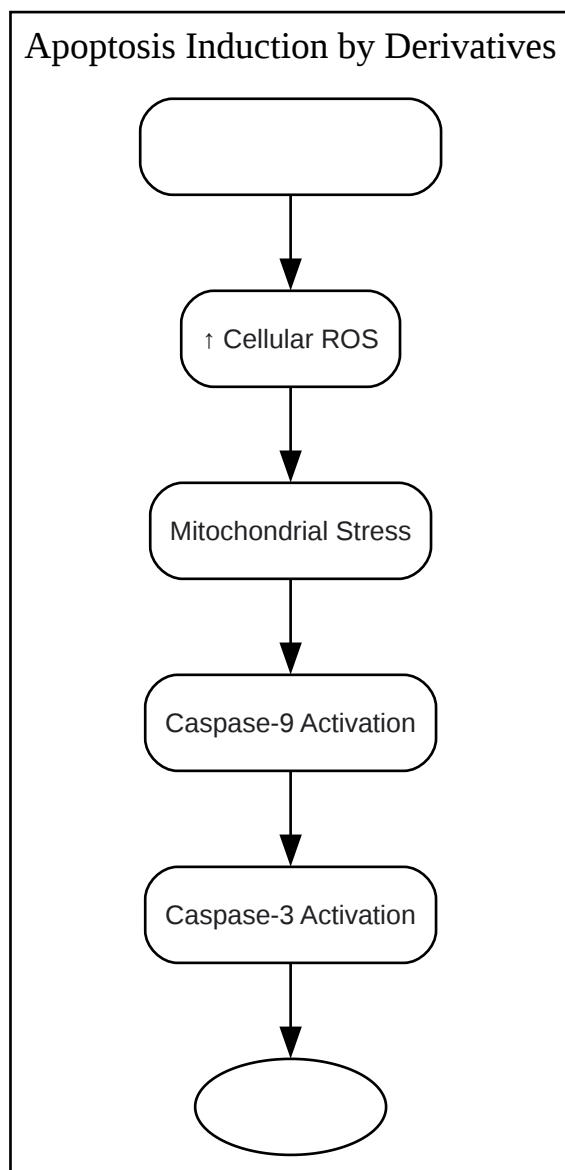 Apoptosis Induction by Derivatives
↑ Cellular ROS
Mitochondrial Stress
Caspase-9 Activation
Caspase-3 Activation